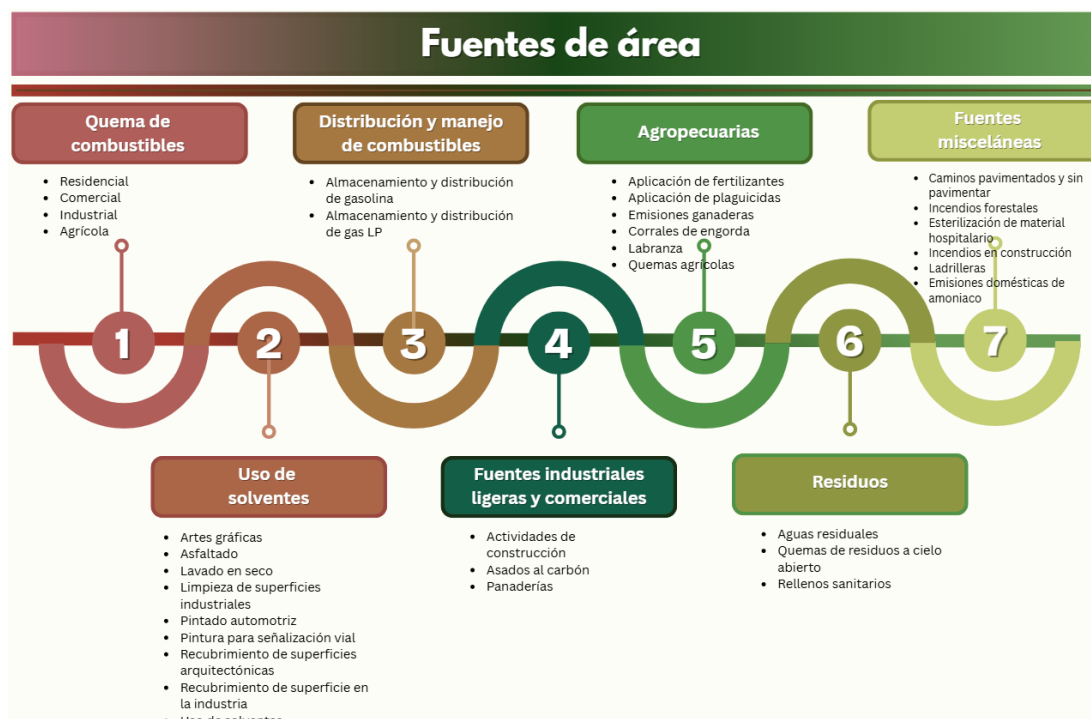 Fuentes de área
Quema de
combustibles
• Residencial
• Comercial
• Industrial
• Agrícola
Distribución y manejo
de combustibles
• Almacenamiento y distribución
de gasolina
• Almacenamiento y distribución
de gas LP
Agropecuarias
• Aplicación de fertilizantes
• Aplicación de plaguicidas
• Emisiones ganaderas
• Corrales de engorda
• Labranza
• Quemas agrícolas
Fuentes
misceláneas
• Caminos pavimentados y sin
pavimentar
• Incendios forestales
• Esterilización de material
hospitalario
• Incendios en construcción
• Ladrilleras
• Emisiones domésticas de
amoniaco
1
2
3
4
5
6
7
Uso de
solventes
• Artes gráficas
• Asfaltado
• Lavado en seco
• Limpieza de superficies
industriales
• Pintado automotriz
• Pintura para señalización vial
• Recubrimiento de superficies
arquitectónicas
• Recubrimiento de superficie en
la industria
• Uso de solventes
Fuentes industriales
ligeras y comerciales
• Actividades de
construcción
• Asados al carbón
• Panaderías
Residuos
• Aguas residuales
• Quemas de residuos a cielo
abierto
• Rellenos sanitarios